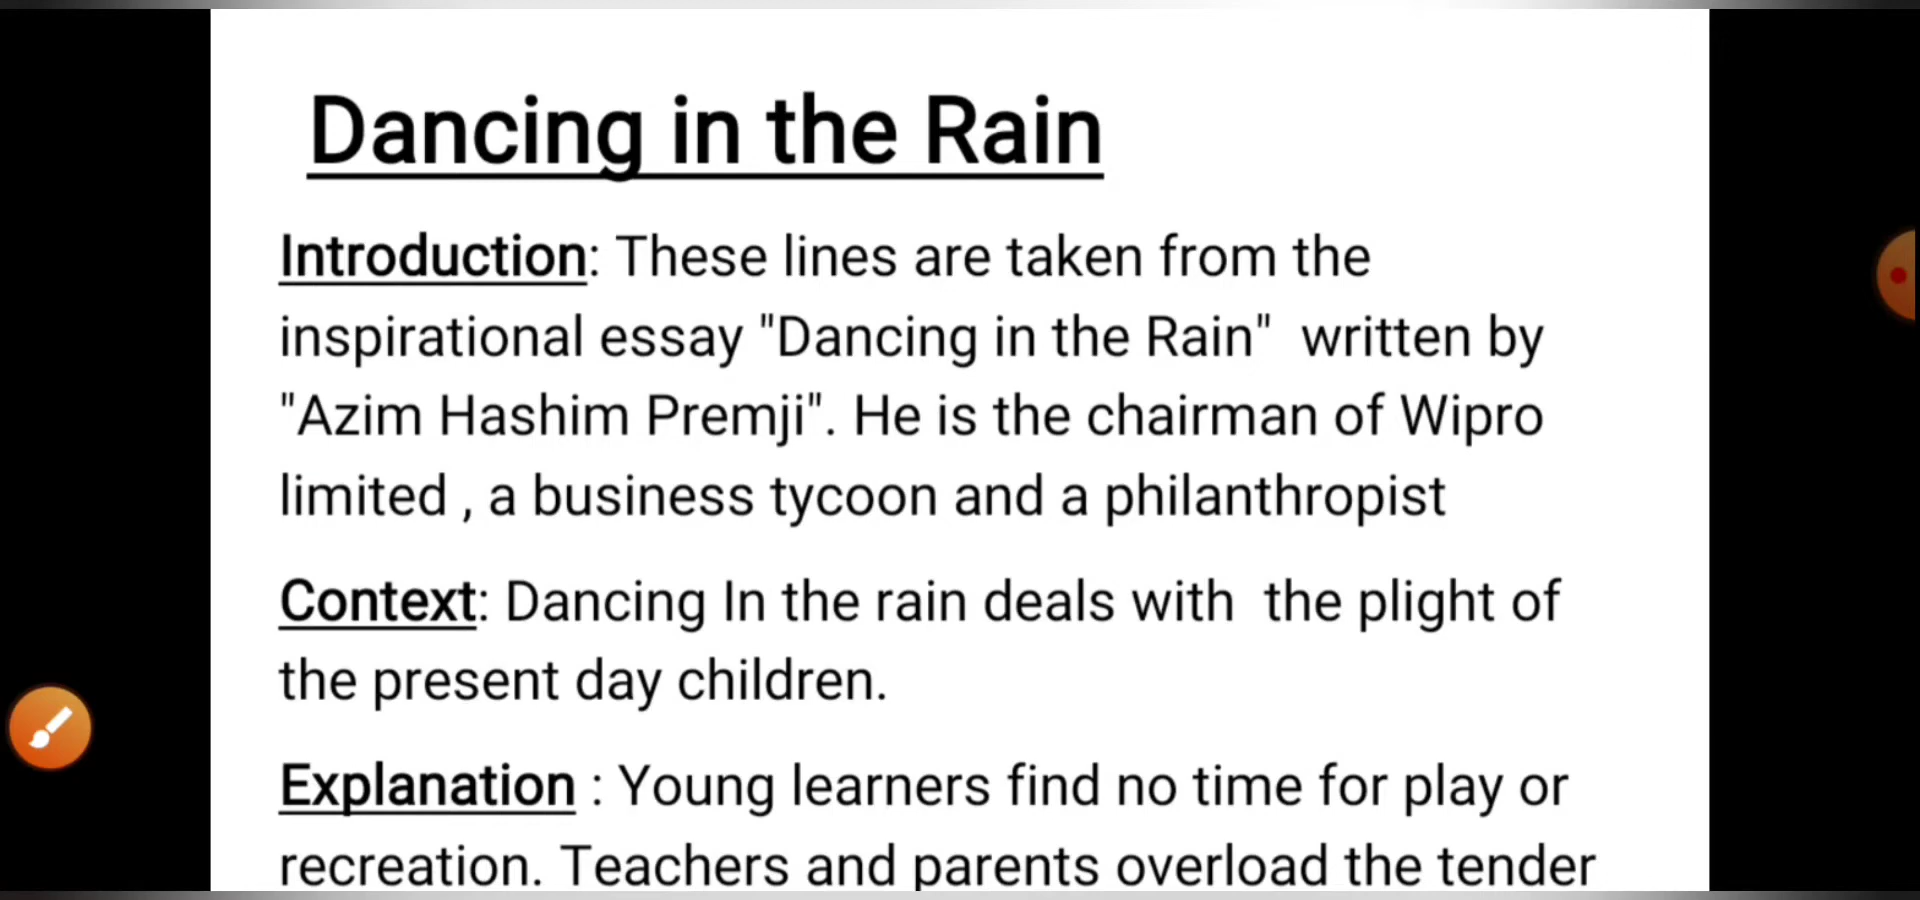 Dancing in the Rain
Introduction: These lines are taken from the
inspirational essay "Dancing in the Rain"  written by
"Azim Hashim Premji". He is the chairman of Wipro
limited , a business tycoon and a philanthropist
Context: Dancing In the rain deals with  the plight of
the present day children.
Explanation : Young learners find no time for play or
recreation. Teachers and parents overload the tender